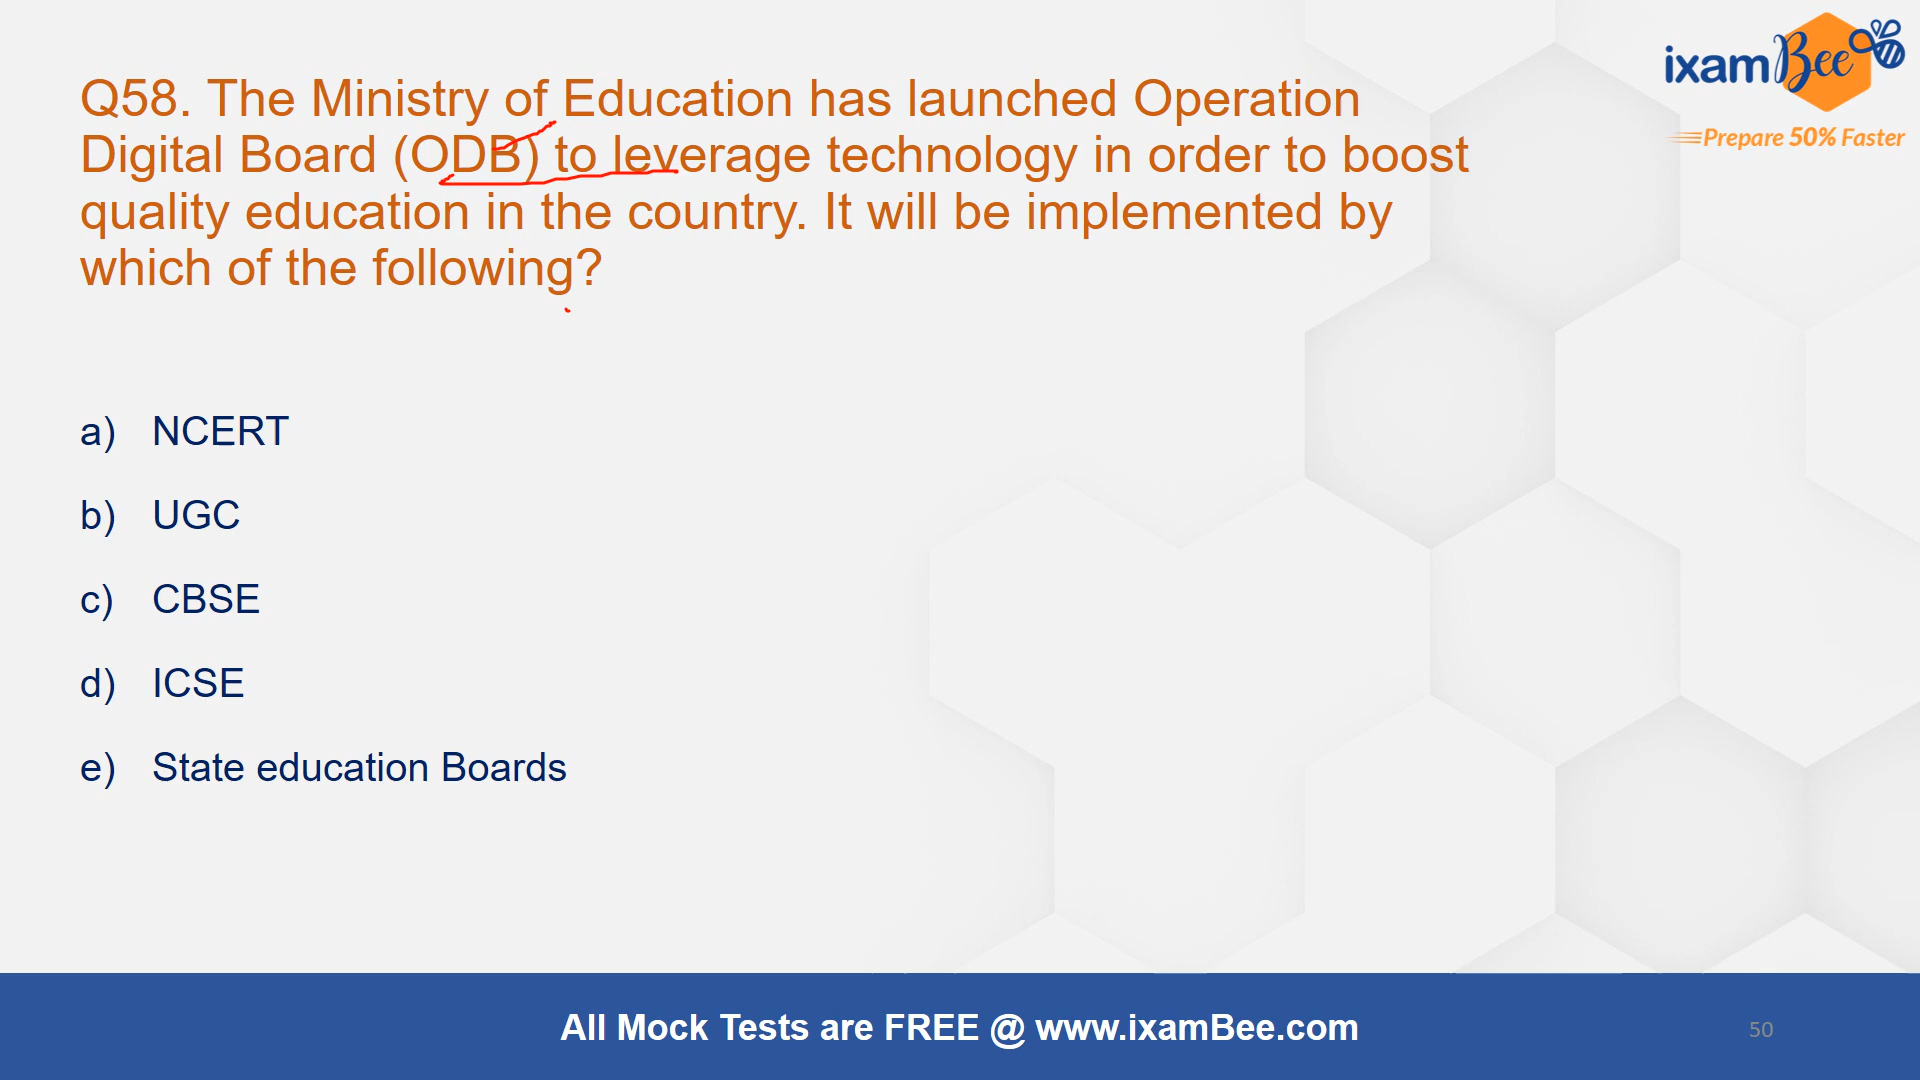 ixamBee
Prepare 50% Faster
Q58. The Ministry of Education has launched Operation
Digital Board (ODB) to leverage technology in order to boost
quality education in the country. It will be implemented by
which of the following?
a) NCERT
b) UGC
c) CBSE
d) ICSE
e) State education Boards
All Mock Tests are FREE @ www.ixamBee.com
50